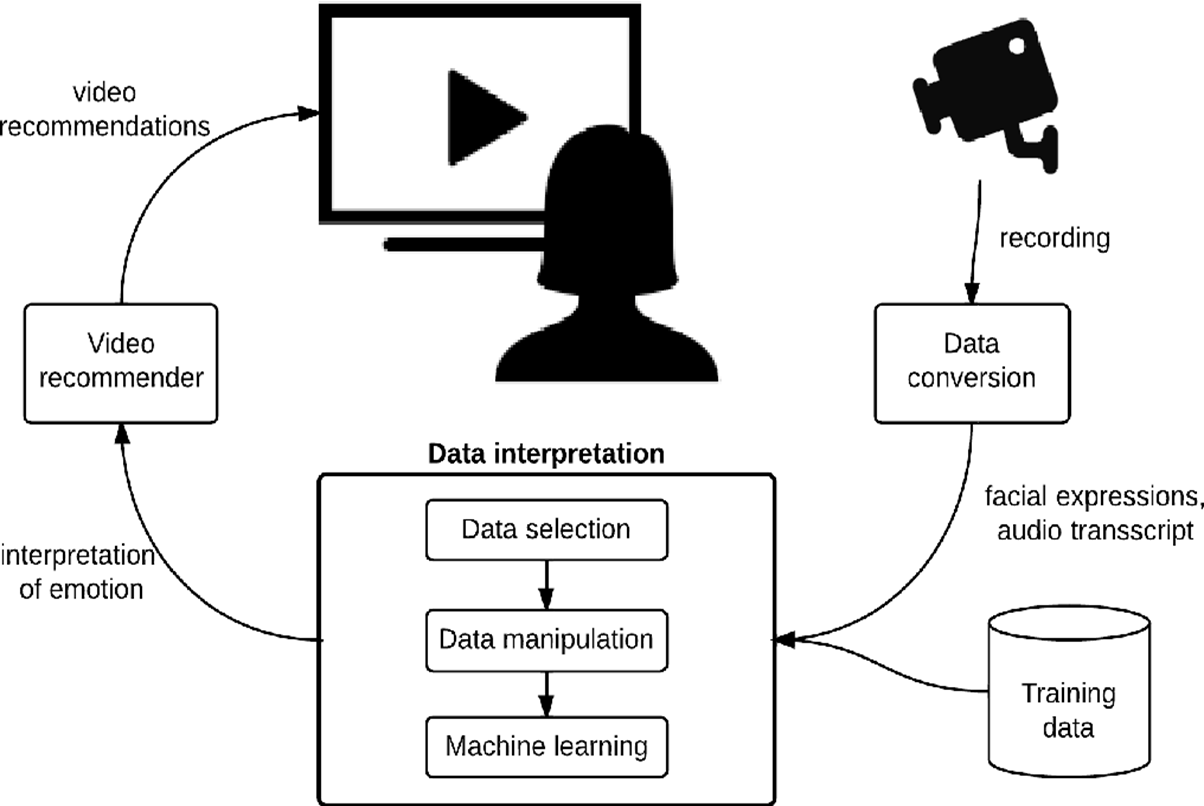 video
recommendations
recording
Video
recommender
Data
conversion
Data interpretation
facial expressions,
audio transscript
Data selection
interpretation
of emotion
Data manipulation
Training
data
Machine learning